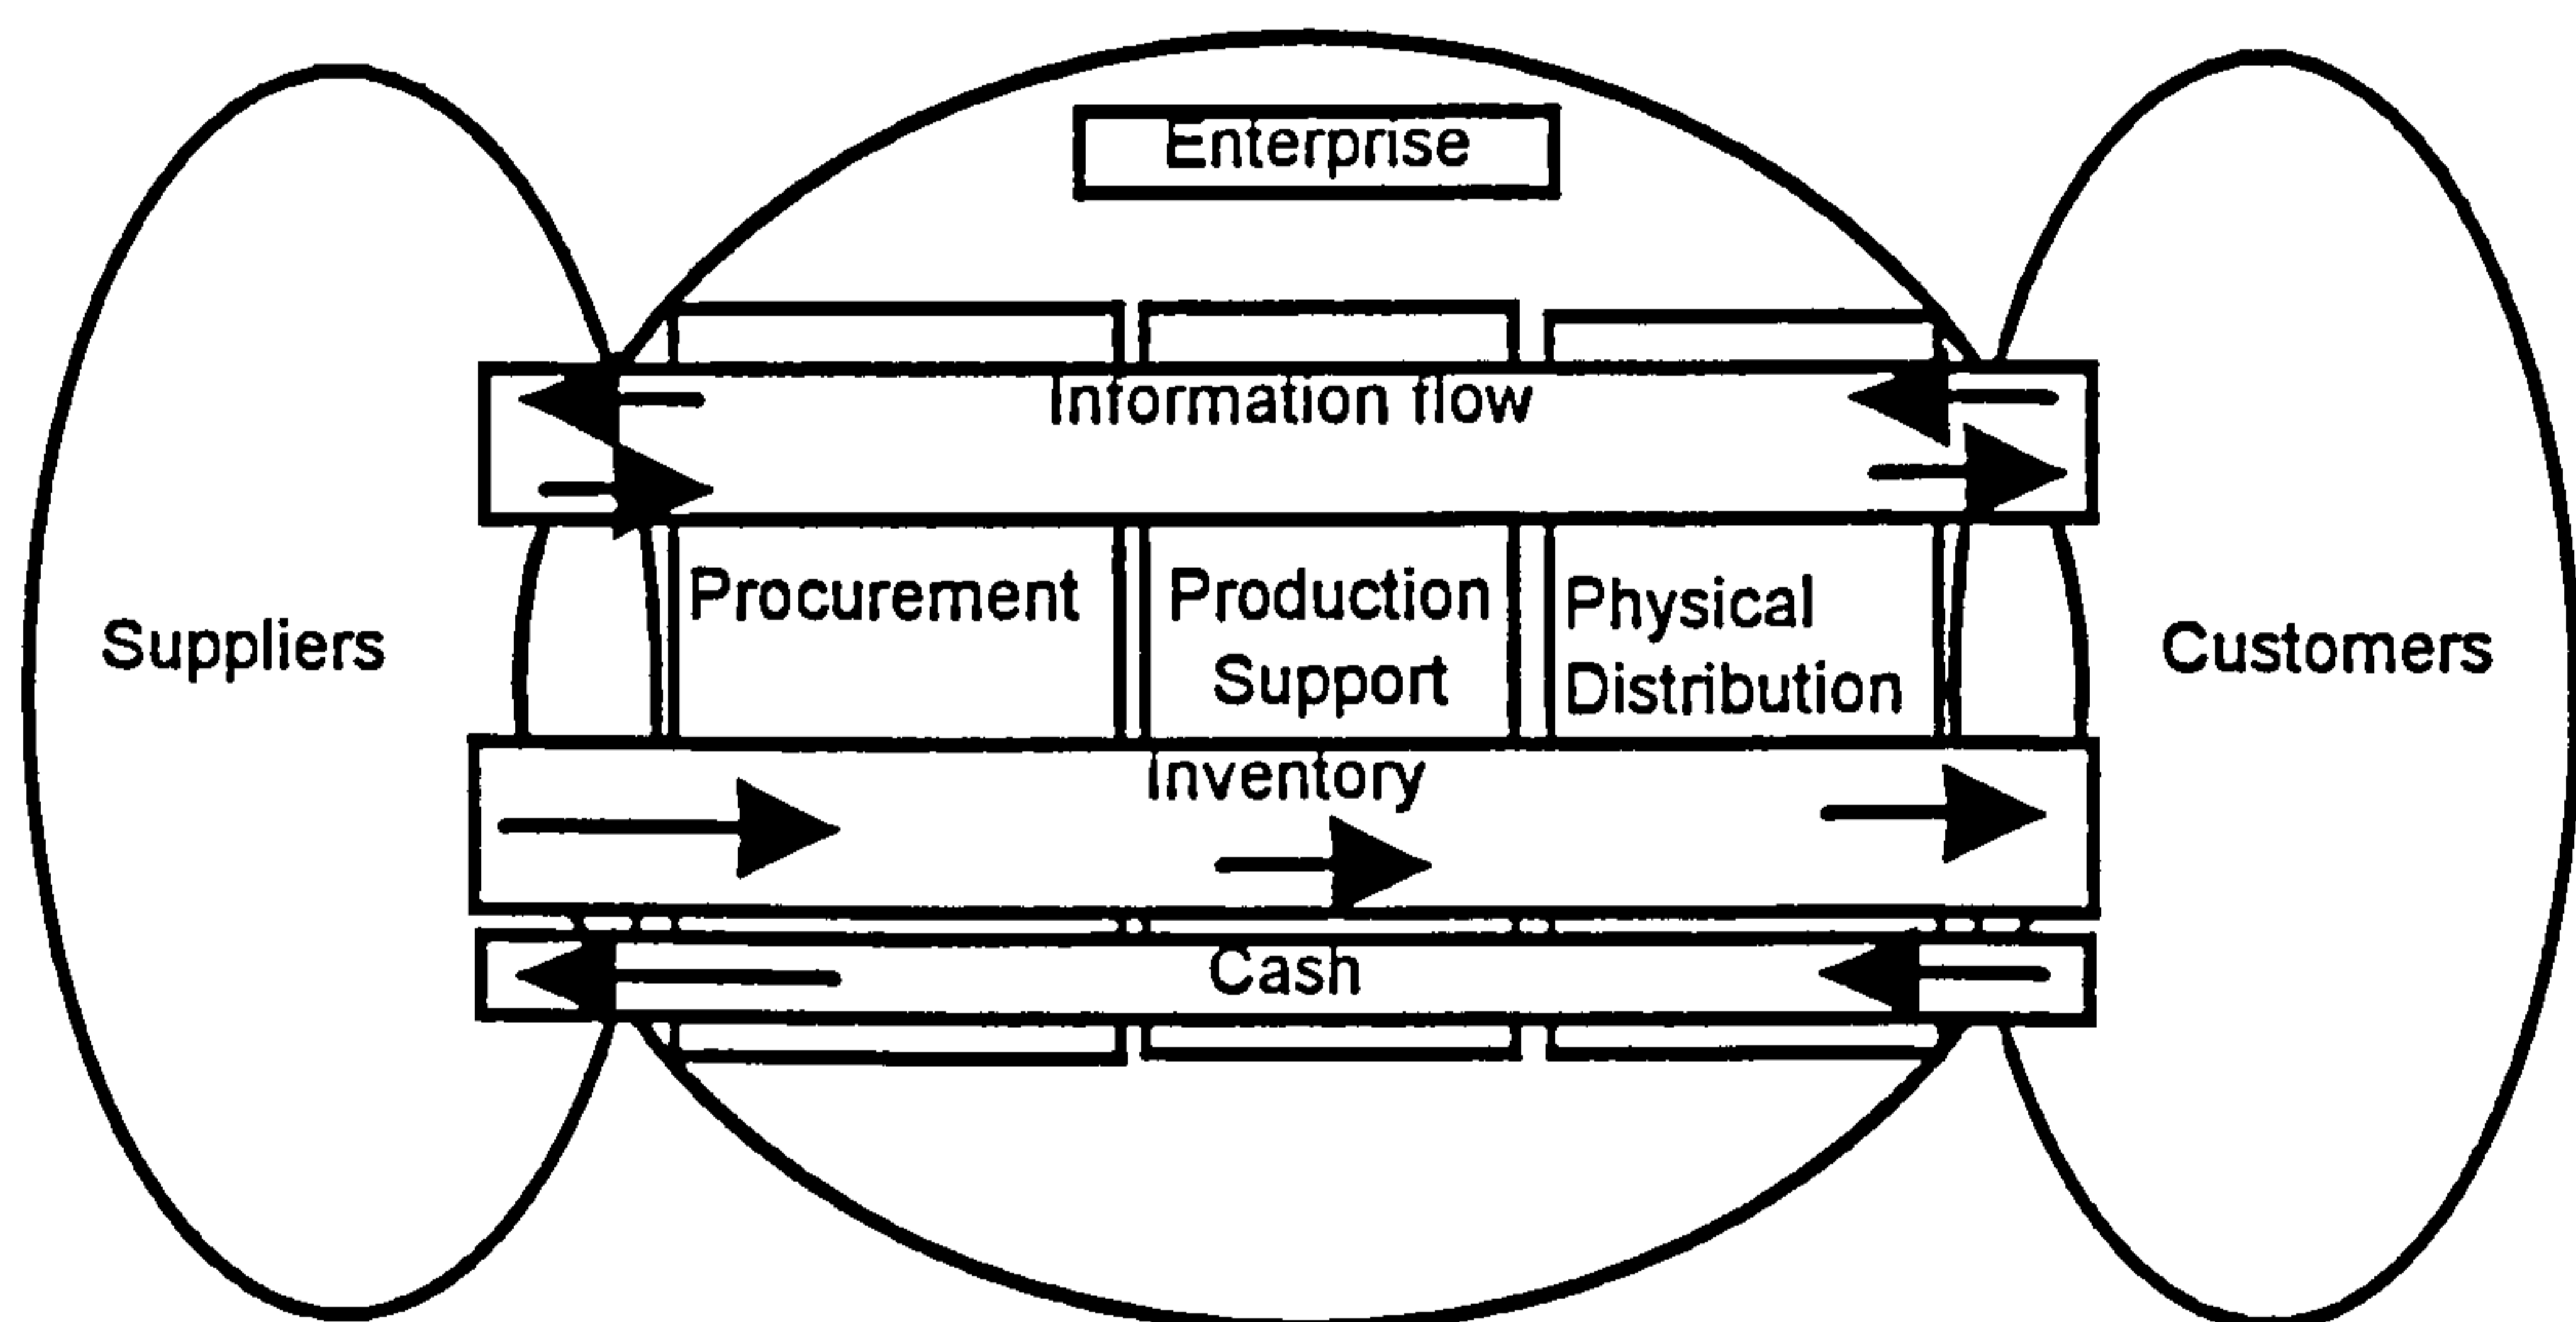 Enterprise
Information flow
Procurement
Production
Support
Physical
Distribution
Suppliers
Customers
Inventory
Cash